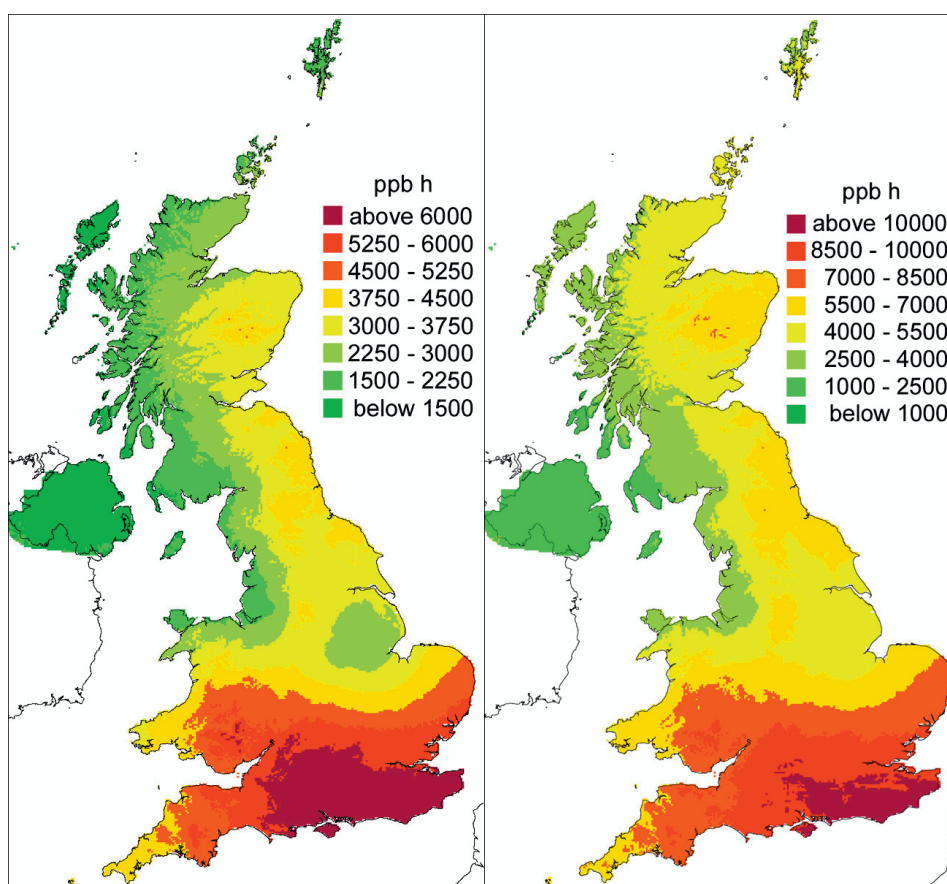 ppb h
above 6000
5250 - 6000
4500 - 5250
3750 - 4500
3000 - 3750
2250 - 3000
1500 - 2250
below 1500
ppb h
above 10000
8500 - 10000
7000 - 8500
5500 - 7000
4000 - 5500
2500 - 4000
1000 - 2500
below 1000